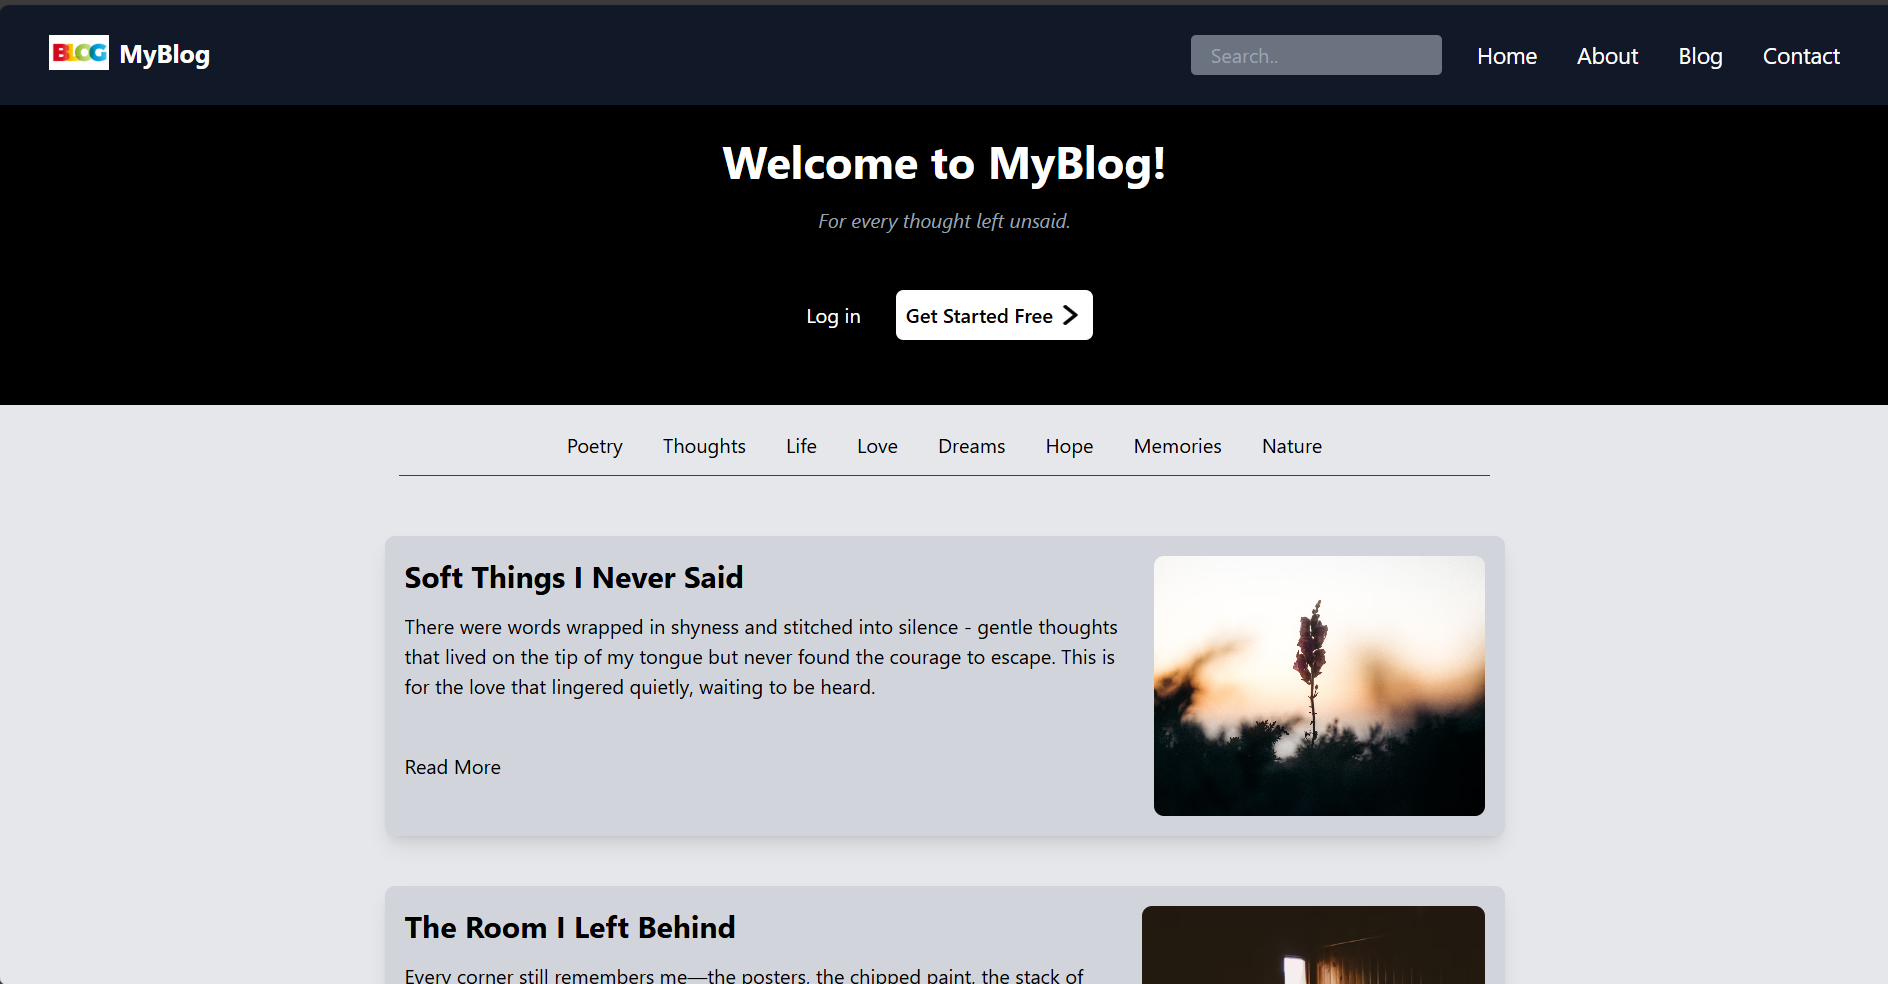 BLOG MyBlog
Search..
Home About Blog Contact
Welcome to MyBlog!
For every thought left unsaid.
Log in
Get Started Free
Poetry Thoughts Life Love Dreams Hope Memories Nature
Soft Things I Never Said
There were words wrapped in shyness and stitched into silence - gentle thoughts
that lived on the tip of my tongue but never found the courage to escape. This is
for the love that lingered quietly, waiting to be heard.
Read More
The Room I Left Behind
Every corner still remembers me—the posters, the chipped paint, the stack of